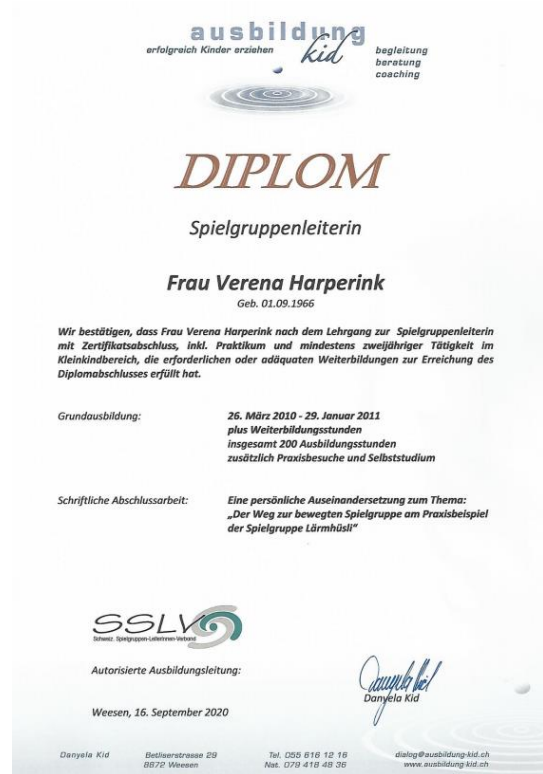 ausbildung
erfolgreich Kinder erziehen
kid
begleitung
beratung
coaching
DIPLOM
Spielgruppenleiterin
Frau Verena Harperink
Geb. 01.09.1966
Wir bestätigen, dass Frau Verena Harperink nach dem Lehrgang zur Spielgruppenleiterin
mit Zertifikatsabschluss, inkl. Praktikum und mindestens zweijähriger Tätigkeit im
Kleinkindbereich, die erforderlichen oder adäquaten Weiterbildungen zur Erreichung des
Diplomabschlusses erfüllt hat.
Grundausbildung: 26. März 2010 - 29. Januar 2011
plus Weiterbildungsstunden
insgesamt 200 Ausbildungsstunden
zusätzlich Praxisbesuche und Selbststudium
Schriftliche Abschlussarbeit: Eine persönliche Auseinandersetzung zum Thema:
„Der Weg zur bewegten Spielgruppe am Praxisbeispiel
der Spielgruppe Lärmhüsli“
SSLV
Schweiz. Spielgruppen-LeiterInnen-Verband
Autorisierte Ausbildungsleitung:
Danyela Kid
Danyela Kid
Weesen, 16. September 2020
Danyela Kid Betliserstrasse 29 Tel. 055 616 12 16 dialog@ausbildung-kid.ch
8872 Weesen Nat. 079 418 48 36 www.ausbildung-kid.ch